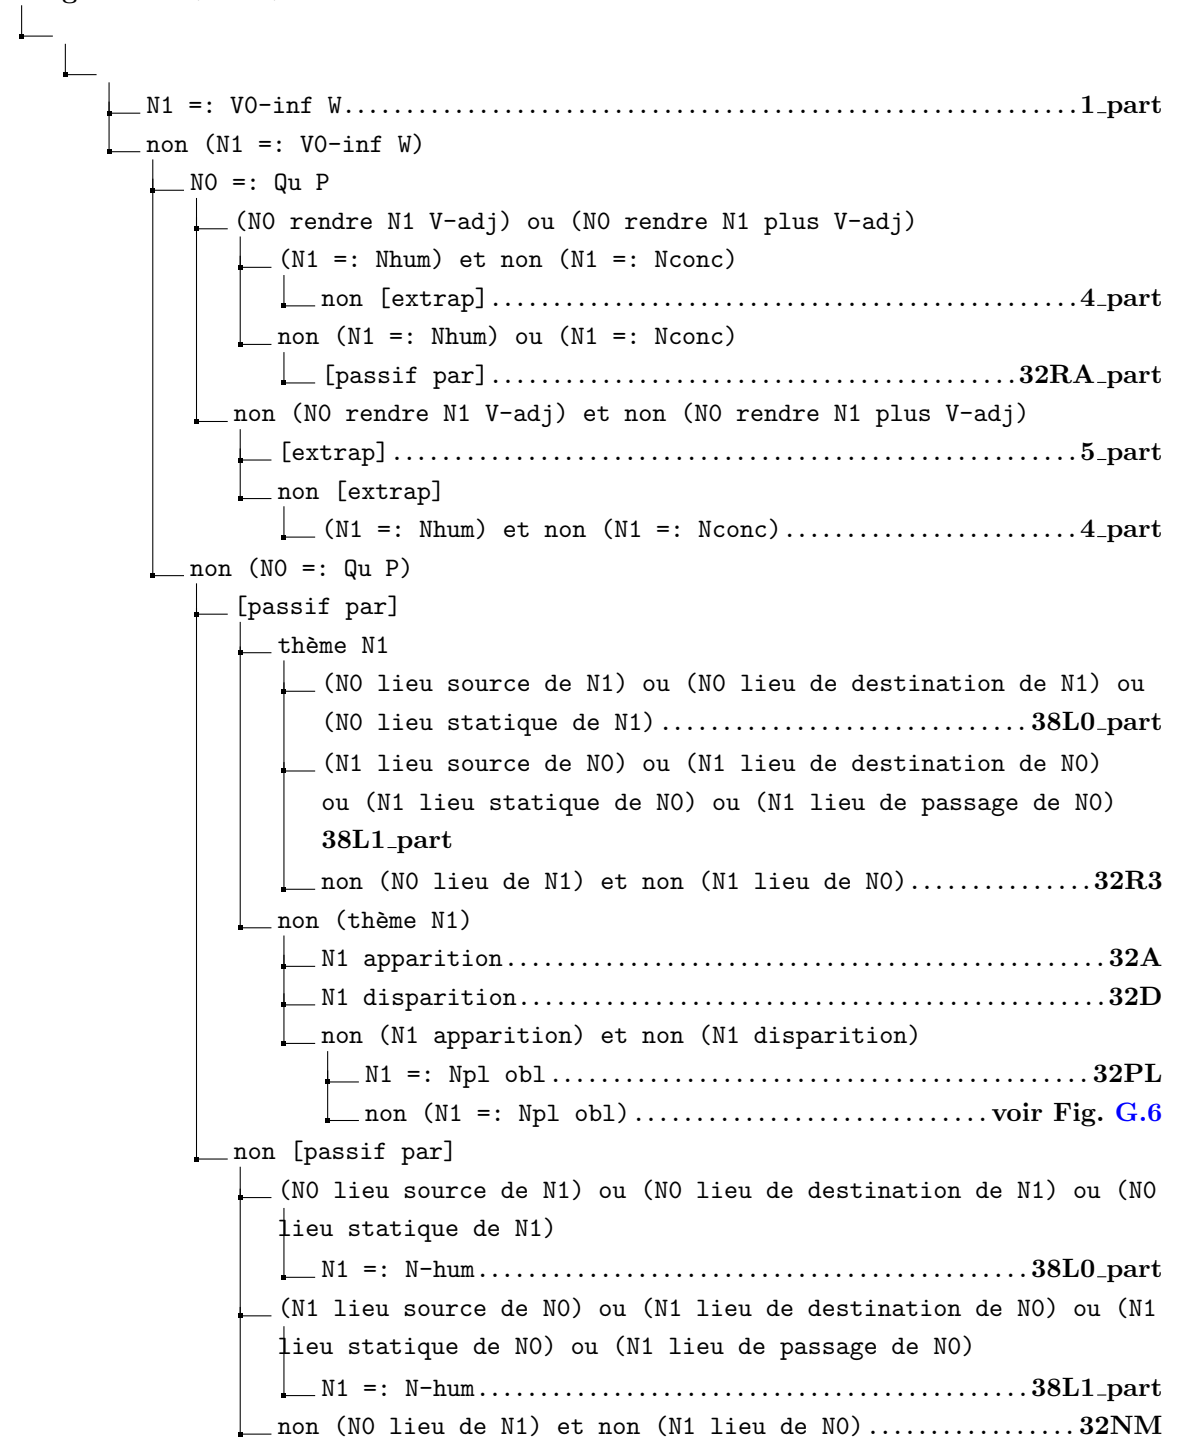 N1 =: V0-inf W............................................................1_part
non (N1 =: V0-inf W)
N0 =: Qu P
(N0 rendre N1 V-adj) ou (N0 rendre N1 plus V-adj)
(N1 =: Nhum) et non (N1 =: Nconc)
non [extrap]................................................4_part
non (N1 =: Nhum) ou (N1 =: Nconc)
[passif par]...........................................32RA_part
non (N0 rendre N1 V-adj) et non (N0 rendre N1 plus V-adj)
[extrap]........................................................5_part
non [extrap]
(N1 =: Nhum) et non (N1 =: Nconc)........................4_part
non (N0 =: Qu P)
[passif par]
thème N1
(N0 lieu source de N1) ou (N0 lieu de destination de N1) ou
(N0 lieu statique de N1)..............................38L0_part
(N1 lieu source de N0) ou (N1 lieu de destination de N0)
ou (N1 lieu statique de N0) ou (N1 lieu de passage de N0)
38L1_part
non (N0 lieu de N1) et non (N1 lieu de N0)...............32R3
non (thème N1)
N1 apparition.................................................32A
N1 disparition................................................32D
non (N1 apparition) et non (N1 disparition)
N1 =: Npl obl............................................32PL
non (N1 =: Npl obl).............................voir Fig. G.6
non [passif par]
(N0 lieu source de N1) ou (N0 lieu de destination de N1) ou (N0
lieu statique de N1)
N1 =: N-hum.............................................38L0_part
(N1 lieu source de N0) ou (N1 lieu de destination de N0) ou (N1
lieu statique de N0) ou (N1 lieu de passage de N0)
N1 =: N-hum.............................................38L1_part
non (N0 lieu de N1) et non (N1 lieu de N0).................32NM